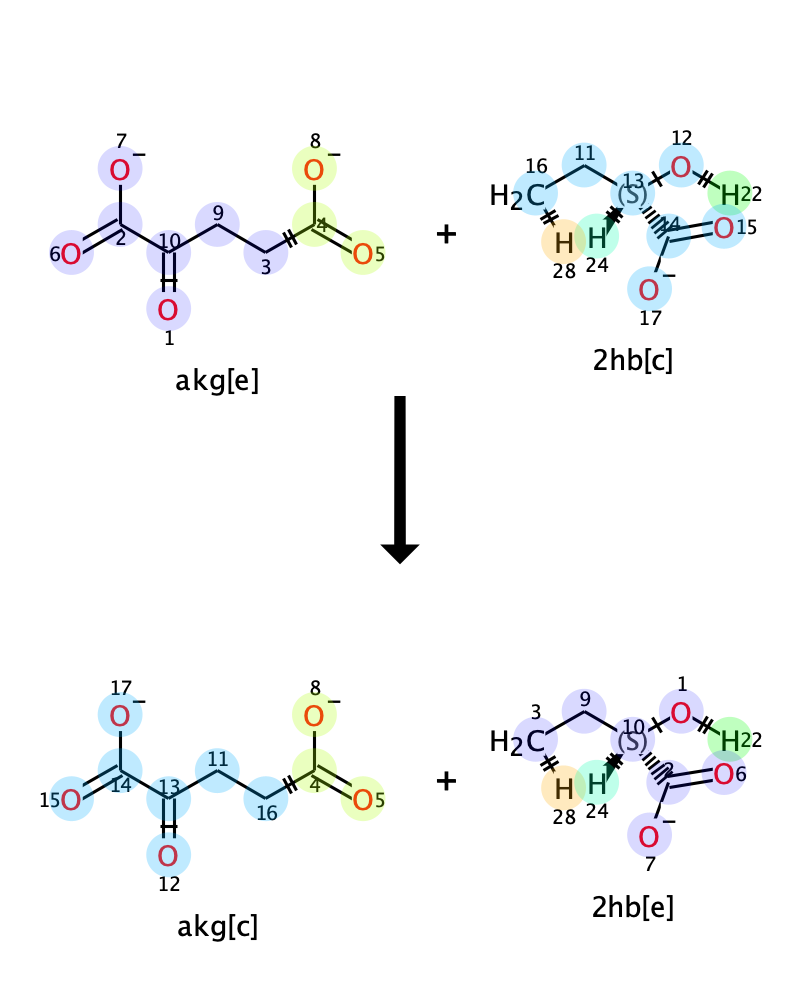 7 8 12
O− O− 11 O
16 13
H2C (S) H22
9 4 14 O15
6O 2 10 + H H
3 O5 28 24
O O−
1 17
akg[e] 2hb[c]
17 8 1
O− O− 9 O
3 10
H2C (S) H22
11 2 O6
15O 14 13 4 + H H
16 O5 28 24
O O−
12 7
akg[c] 2hb[e]